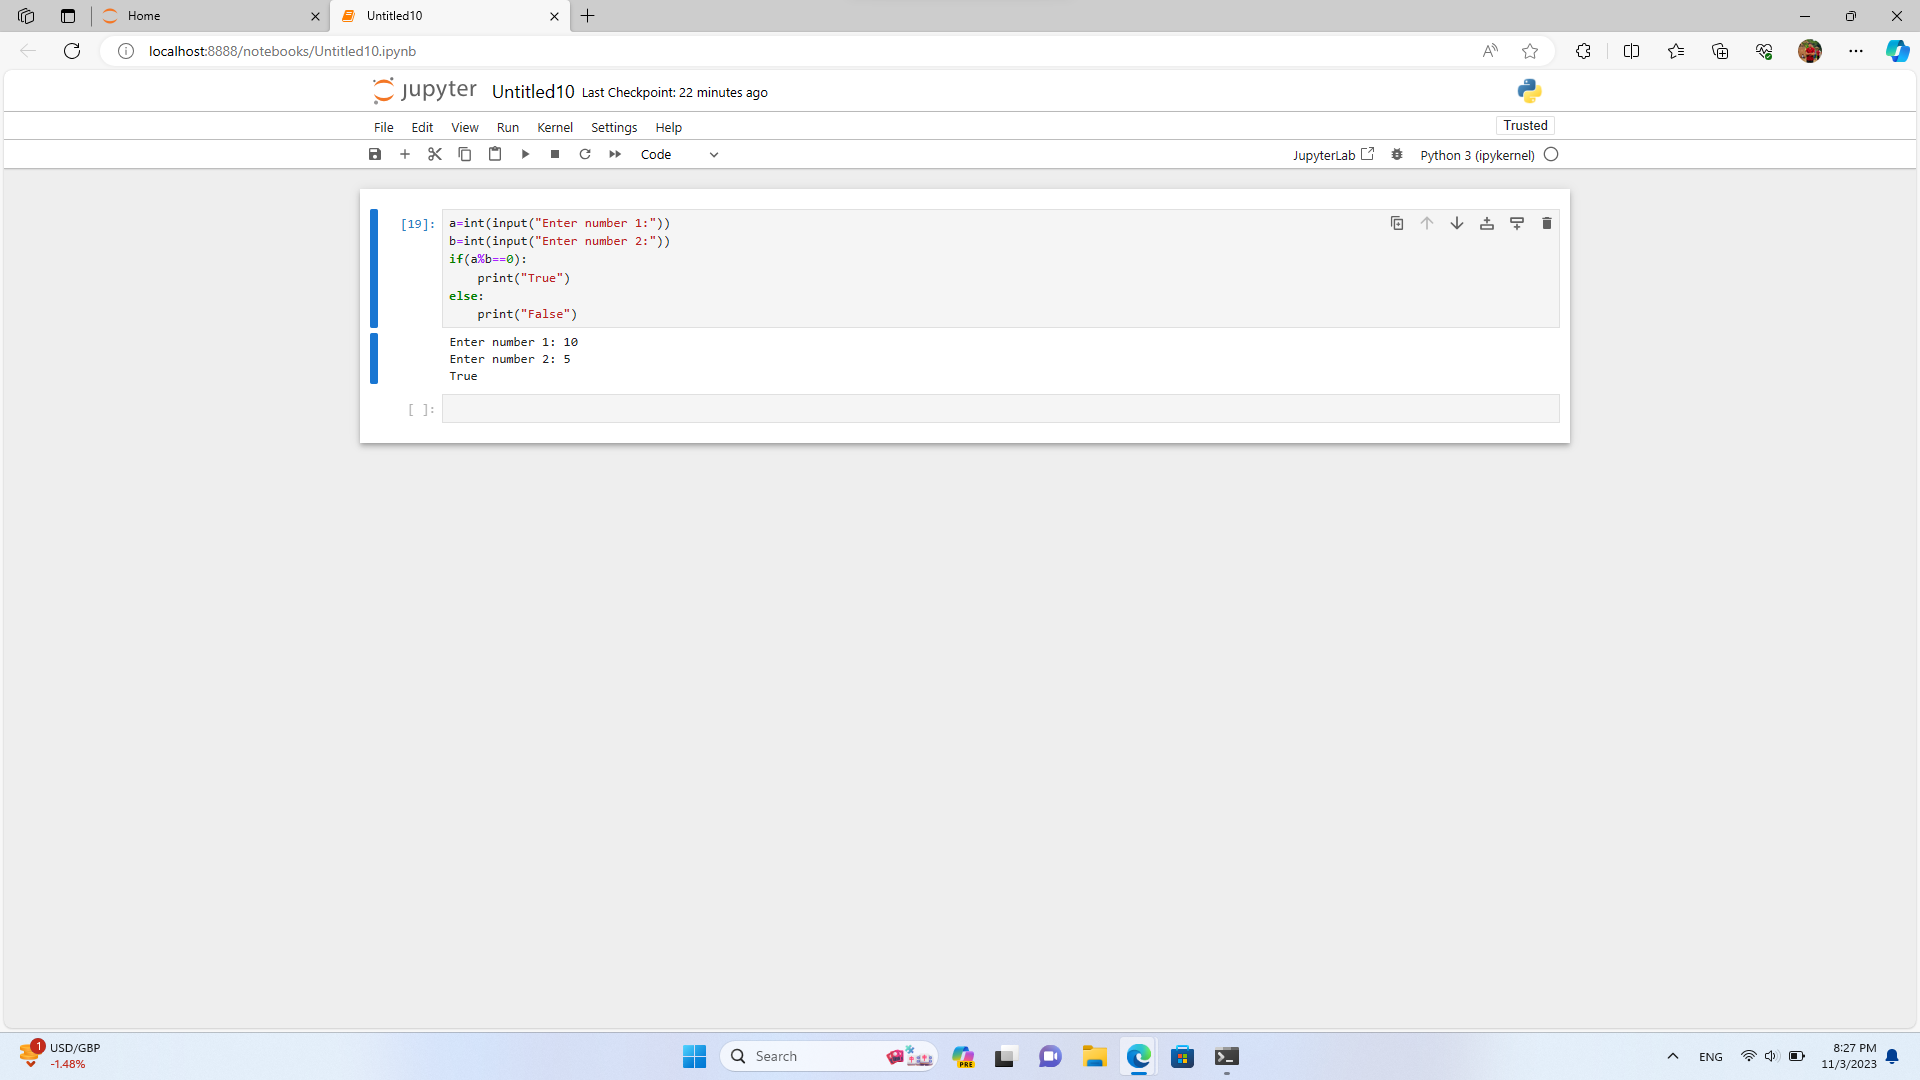 Home
Untitled10
localhost:8888/notebooks/Untitled10.ipynb
jupyter Untitled10 Last Checkpoint: 22 minutes ago
File Edit View Run Kernel Settings Help
Trusted
Code
JupyterLab
Python 3 (ipykernel)
[19]:
a=int(input("Enter number 1:"))
b=int(input("Enter number 2:"))
if(a%b==0):
    print("True")
else:
    print("False")
Enter number 1: 10
Enter number 2: 5
True
[ ]:
1
USD/GBP
-1.48%
Search
PRE
ENG
8:27 PM
11/3/2023